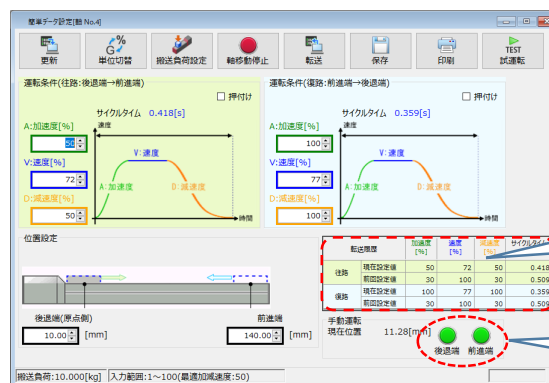 簡単データ設定[軸 No.4]
更新 単位切替 搬送負荷設定 軸移動停止 転送 保存 印刷 試運転
% G TEST
運転条件(往路:後退端→前進端)
押付け
サイクルタイム 0.418[s]
A:加速度[%]
50
V:速度[%]
72
D:減速度[%]
50
速度
V:速度
A:加速度
D:減速度
時間
運転条件(復路:前進端→後退端)
押付け
サイクルタイム 0.359[s]
A:加速度[%]
100
V:速度[%]
77
D:減速度[%]
100
速度
V:速度
A:加速度
D:減速度
時間
位置設定
後退端(原点側)
10.00 [mm]
前進端
140.00 [mm]
転送履歴 加速度[%] 速度[%] 減速度[%] サイクルタイム
往路 現在設定値 50 72 50 0.418
前回設定値 30 100 30 0.509
復路 現在設定値 100 77 100 0.359
前回設定値 30 100 30 0.509
手動運転
現在位置 11.28[mm]
後退端 前進端
搬送負荷:10.000[kg] 入力範囲:1~100(最適加減速度:50)